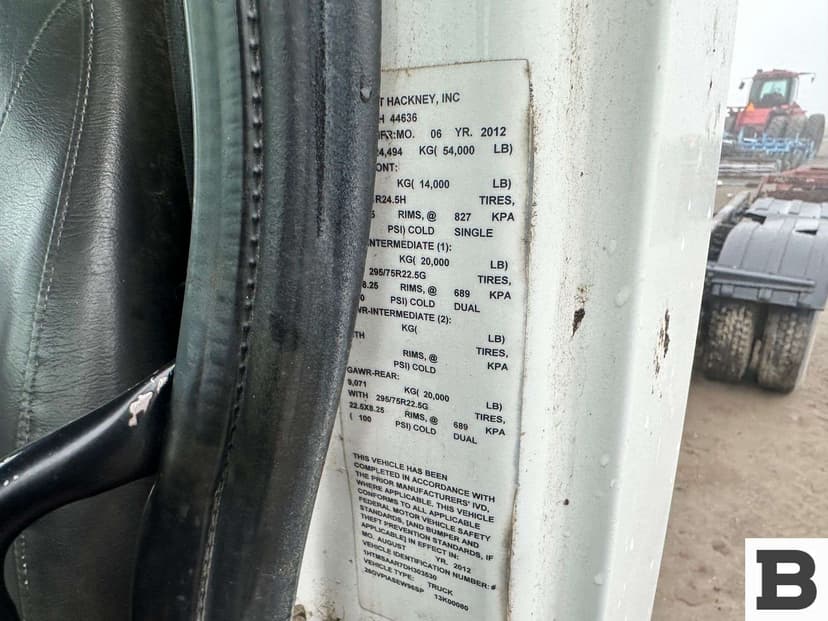 T HACKNEY, INC
H 44636
MFR:MO. 06 YR. 2012
24,494 KG( 54,000 LB)
ONT:
KG( 14,000 LB)
R24.5H TIRES,
5 RIMS, @ 827 KPA
PSI) COLD SINGLE
INTERMEDIATE (1):
KG( 20,000 LB)
295/75R22.5G TIRES,
8.25 RIMS, @ 689 KPA
0 PSI) COLD DUAL
WR-INTERMEDIATE (2):
KG( LB)
TH TIRES,
RIMS, @ KPA
PSI) COLD
GAWR-REAR:
9,071 KG( 20,000 LB)
WITH 295/75R22.5G TIRES,
22.5X8.25 RIMS, @ 689 KPA
( 100 PSI) COLD DUAL
THIS VEHICLE HAS BEEN
COMPLETED IN ACCORDANCE WITH
THE PRIOR MANUFACTURERS' IVD,
WHERE APPLICABLE. THIS VEHICLE
CONFORMS TO ALL APPLICABLE
FEDERAL MOTOR VEHICLE SAFETY
STANDARDS, [AND BUMPER AND
THEFT PREVENTION STANDARDS, IF
APPLICABLE] IN EFFECT IN:
MO. AUGUST YR. 2012
VEHICLE IDENTIFICATION NUMBER: #
1HTMSAAR7DH303530
VEHICLE TYPE: TRUCK
13K00080
B